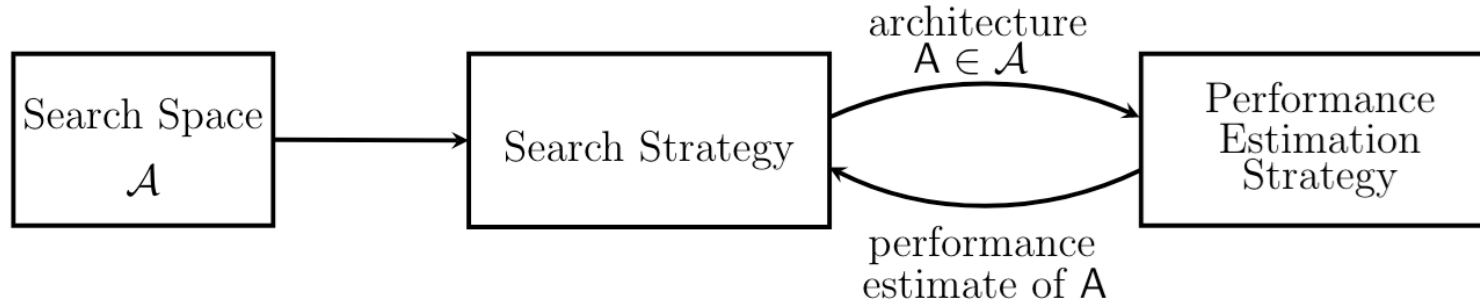 Search Space
𝒜
Search Strategy
architecture
A ∈ 𝒜
performance
estimate of A
Performance
Estimation
Strategy